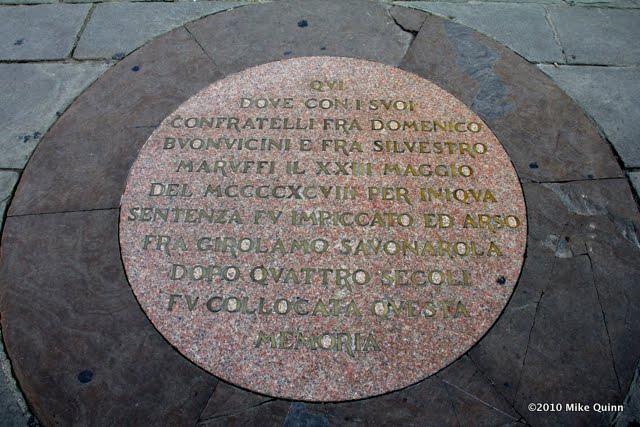 QVI
DOVE CON I SVOI
CONFRATELLI FRA DOMENICO
BVONVICINI E FRA SILVESTRO
MARVFFI IL XXIII MAGGIO
DEL MCCCCXCVIII PER INIQVA
SENTENZA FV IMPICCATO ED ARSO
FRA GIROLAMO SAVONAROLA
DOPO QVATTRO SECOLI
FV COLLOCATA QVESTA
MEMORIA
©2010 Mike Quinn